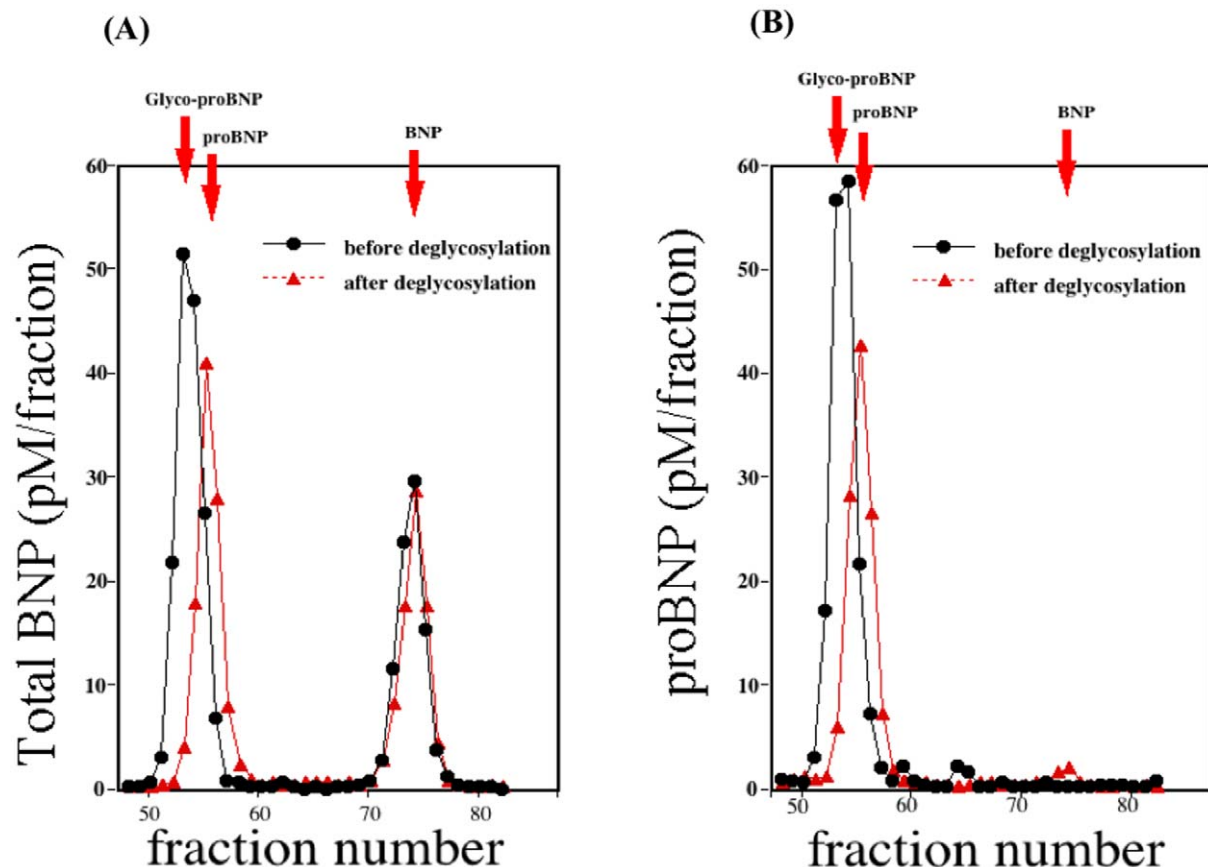 (A)
Glyco-proBNP
proBNP
BNP
60
50
40
30
20
10
0
before deglycosylation
after deglycosylation
50
60
70
80
Total BNP (pM/fraction)
fraction number
(B)
Glyco-proBNP
proBNP
BNP
60
50
40
30
20
10
0
before deglycosylation
after deglycosylation
50
60
70
80
proBNP (pM/fraction)
fraction number